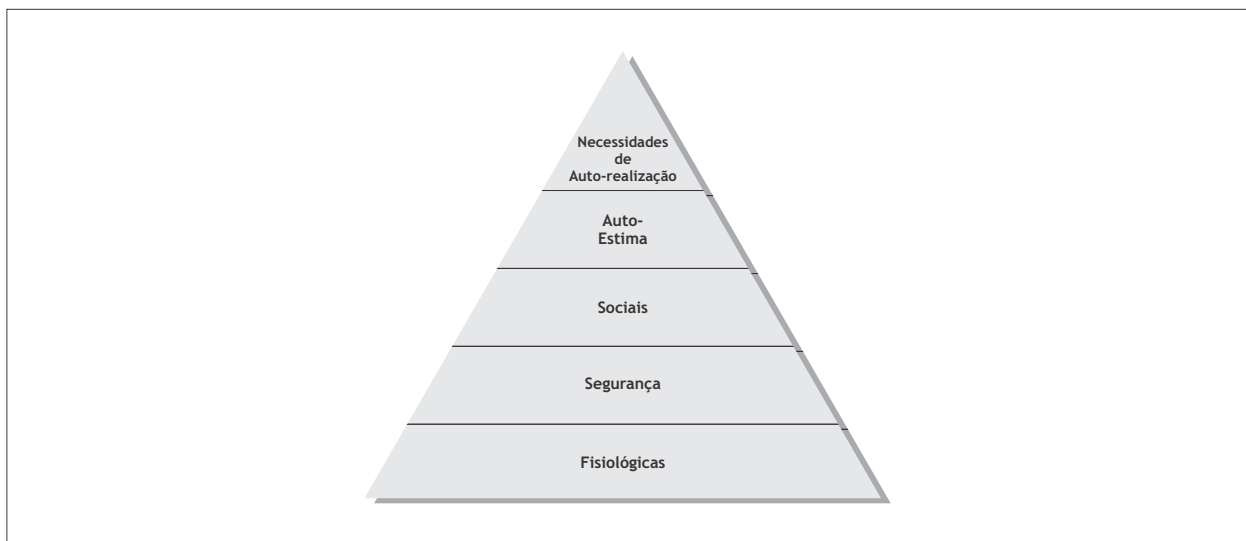 Necessidades
de
Auto-realização
Auto-
Estima
Sociais
Segurança
Fisiológicas